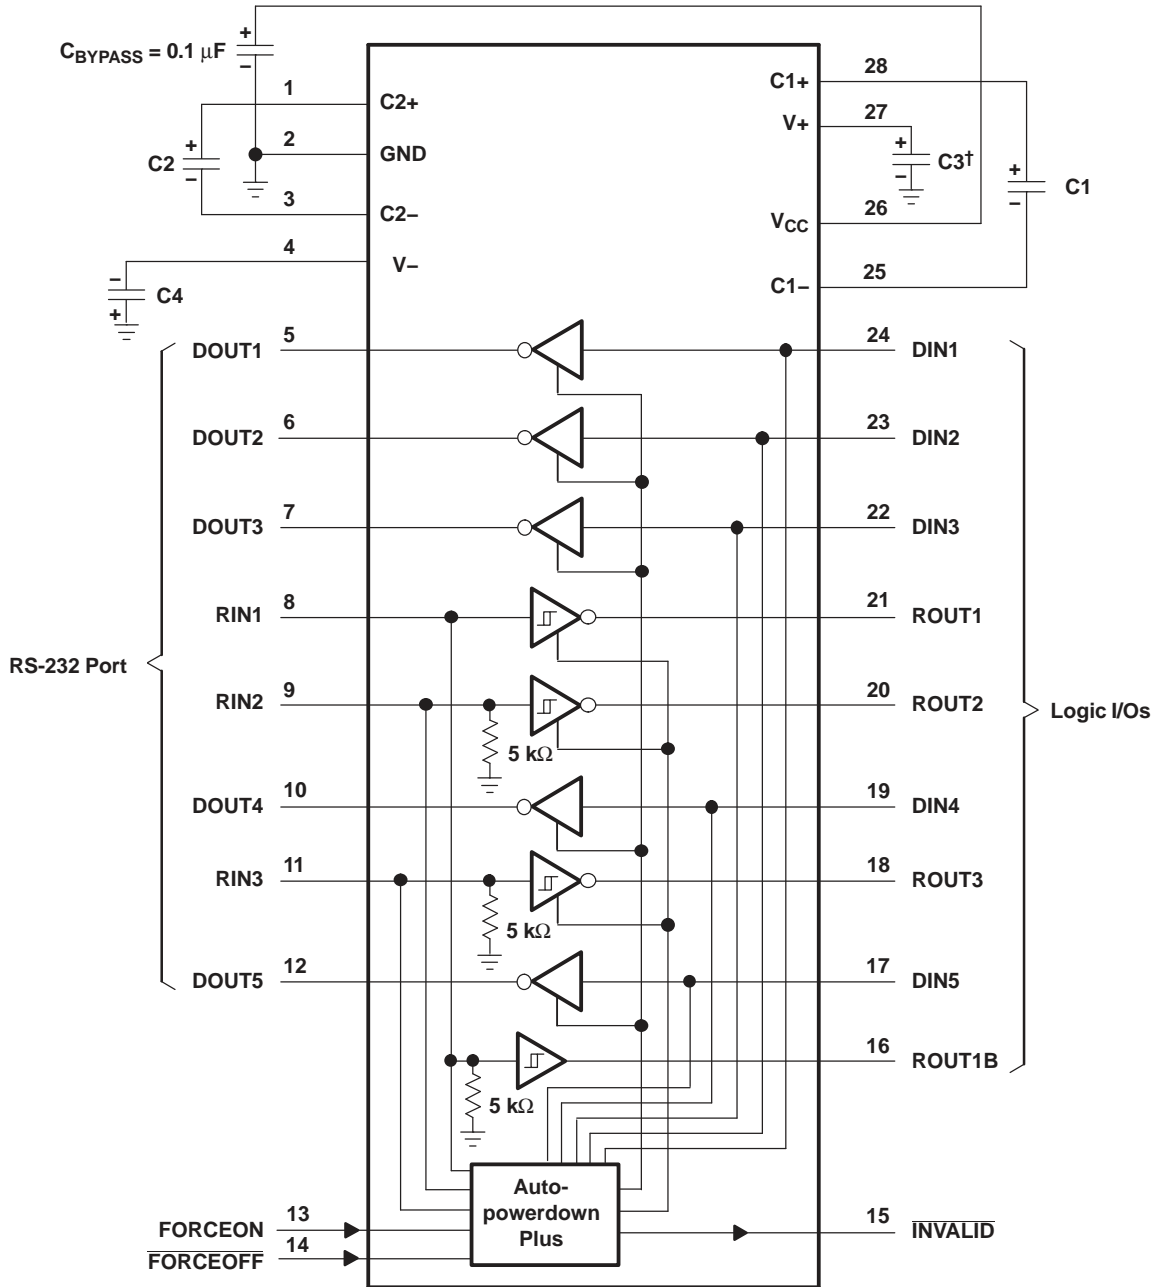 CBYPASS = 0.1 μF
+
−
1
C2+
C1+
28
2
GND
V+
27
+
−
C3†
C2
+
−
3
C2−
VCC
26
+
−
C1
4
V−
C1−
25
−
+
C4
DOUT1
5
24
DIN1
DOUT2
6
23
DIN2
DOUT3
7
22
DIN3
RIN1
8
21
ROUT1
RS-232 Port
RIN2
9
20
ROUT2
Logic I/Os
5 kΩ
DOUT4
10
19
DIN4
RIN3
11
18
ROUT3
5 kΩ
DOUT5
12
17
DIN5
16
ROUT1B
5 kΩ
Auto-
powerdown
Plus
FORCEON
13
15
INVALID
FORCEOFF
14